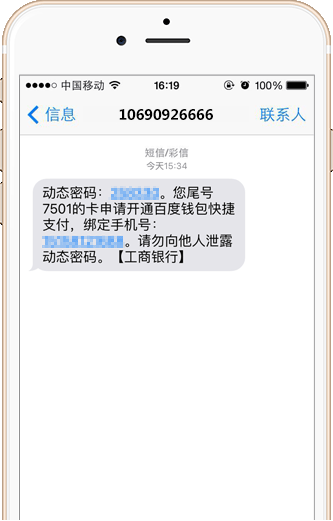 中国移动 16:19 100%
信息 10690926666 联系人
短信/彩信
今天15:34
动态密码：。您尾号
7501的卡申请开通百度钱包快捷
支付，绑定手机号：
。请勿向他人泄露
动态密码。【工商银行】